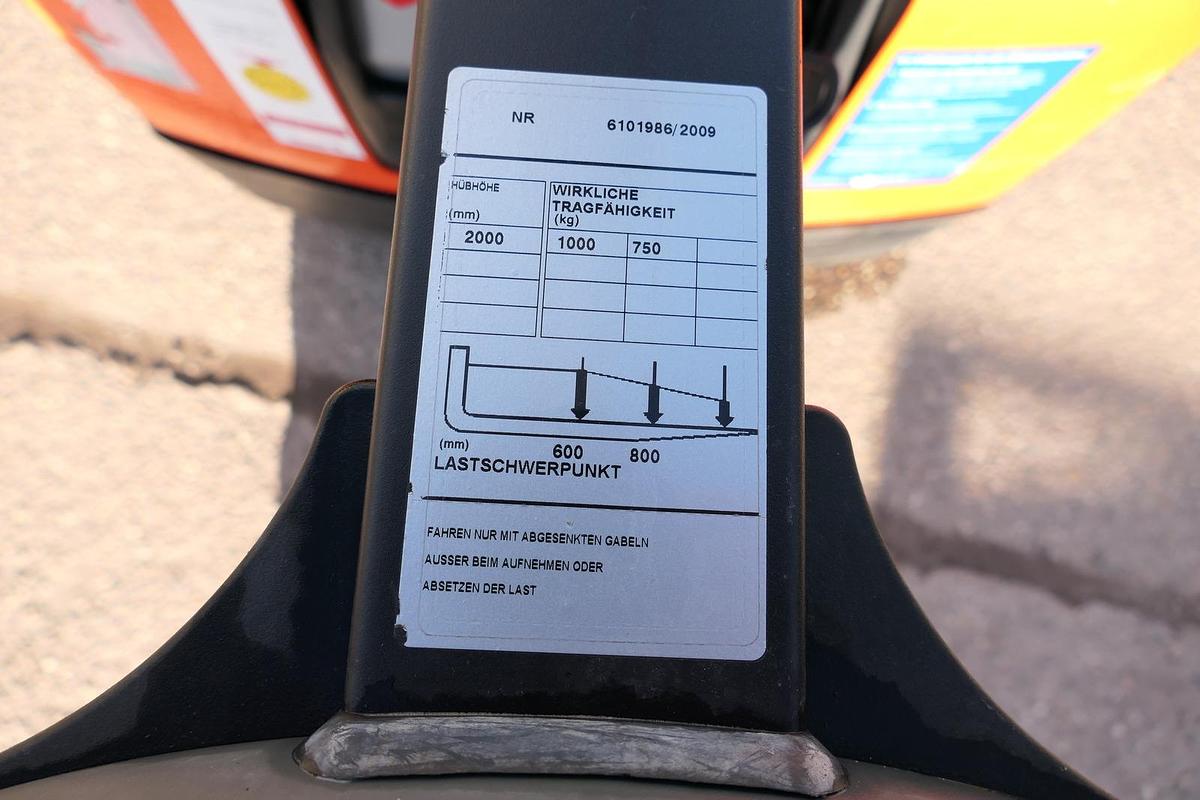 NR 6101986/2009
HÜBHÖHE
(mm)
WIRKLICHE
TRAGFÄHIGKEIT
(kg)
2000 1000 750
(mm) 600 800
LASTSCHWERPUNKT
FAHREN NUR MIT ABGESENKTEN GABELN
AUSSER BEIM AUFNEHMEN ODER
ABSETZEN DER LAST